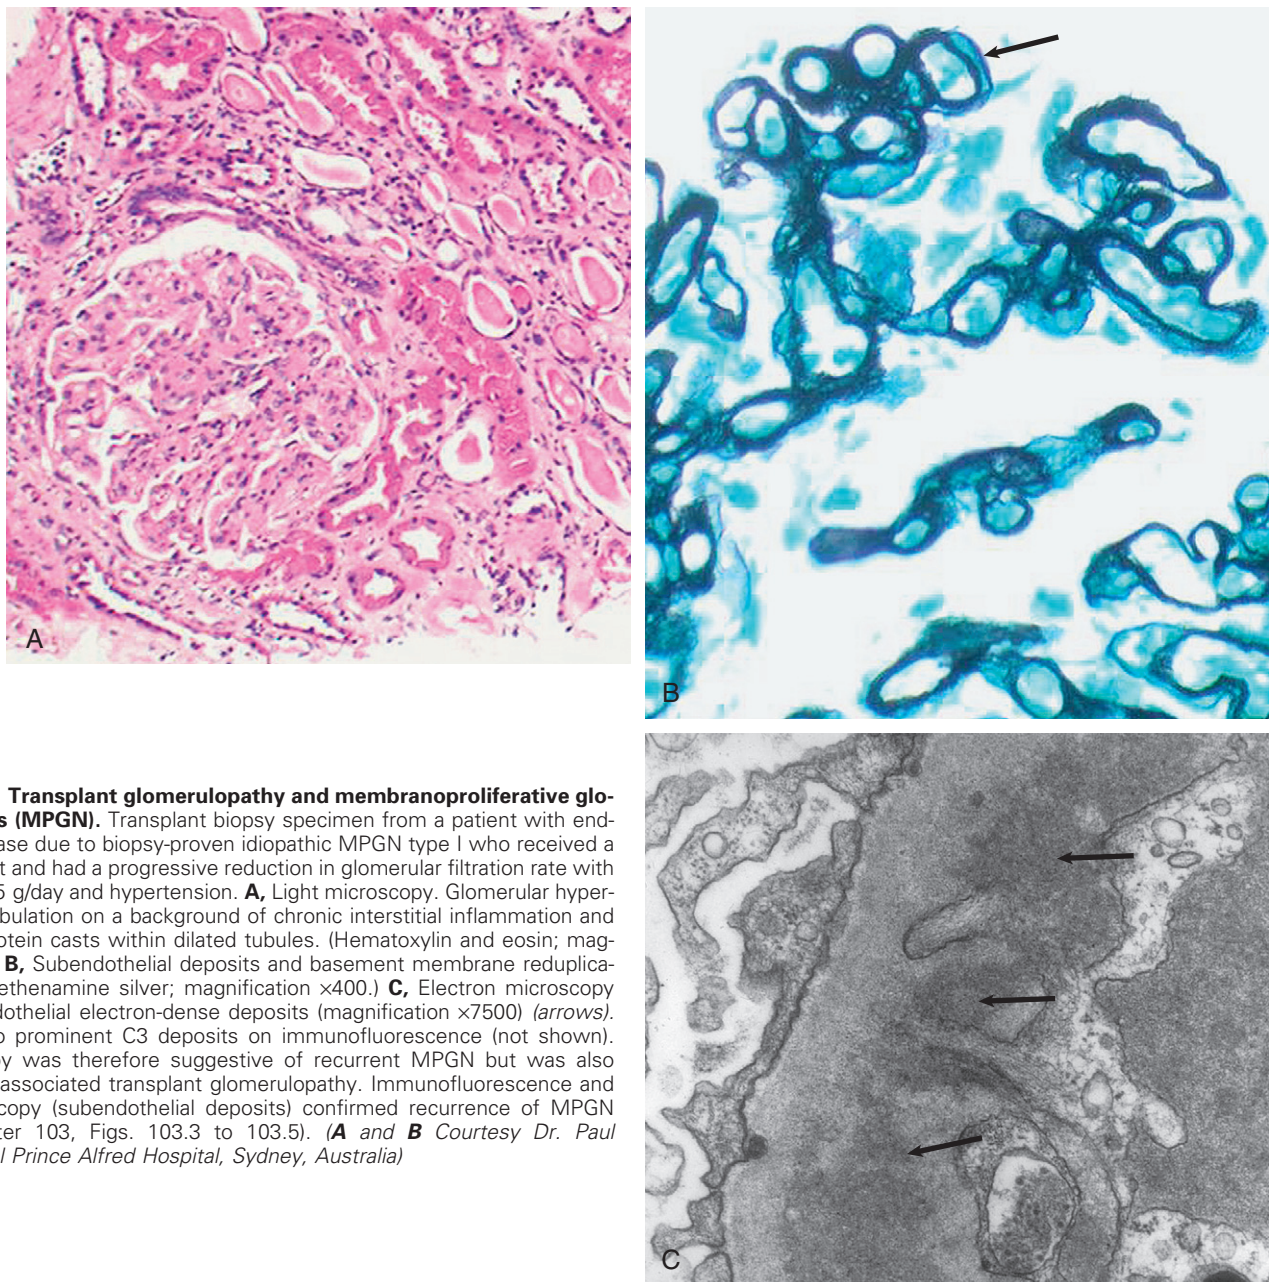 A
B
Transplant glomerulopathy and membranoproliferative glo-
s (MPGN). Transplant biopsy specimen from a patient with end-
ase due to biopsy-proven idiopathic MPGN type I who received a
t and had a progressive reduction in glomerular filtration rate with
5 g/day and hypertension. A, Light microscopy. Glomerular hyper-
bulation on a background of chronic interstitial inflammation and
otein casts within dilated tubules. (Hematoxylin and eosin; mag-
B, Subendothelial deposits and basement membrane reduplica-
ethenamine silver; magnification ×400.) C, Electron microscopy
dothelial electron-dense deposits (magnification ×7500) (arrows).
o prominent C3 deposits on immunofluorescence (not shown).
by was therefore suggestive of recurrent MPGN but was also
associated transplant glomerulopathy. Immunofluorescence and
copy (subendothelial deposits) confirmed recurrence of MPGN
ter 103, Figs. 103.3 to 103.5). (A and B Courtesy Dr. Paul
l Prince Alfred Hospital, Sydney, Australia)
C